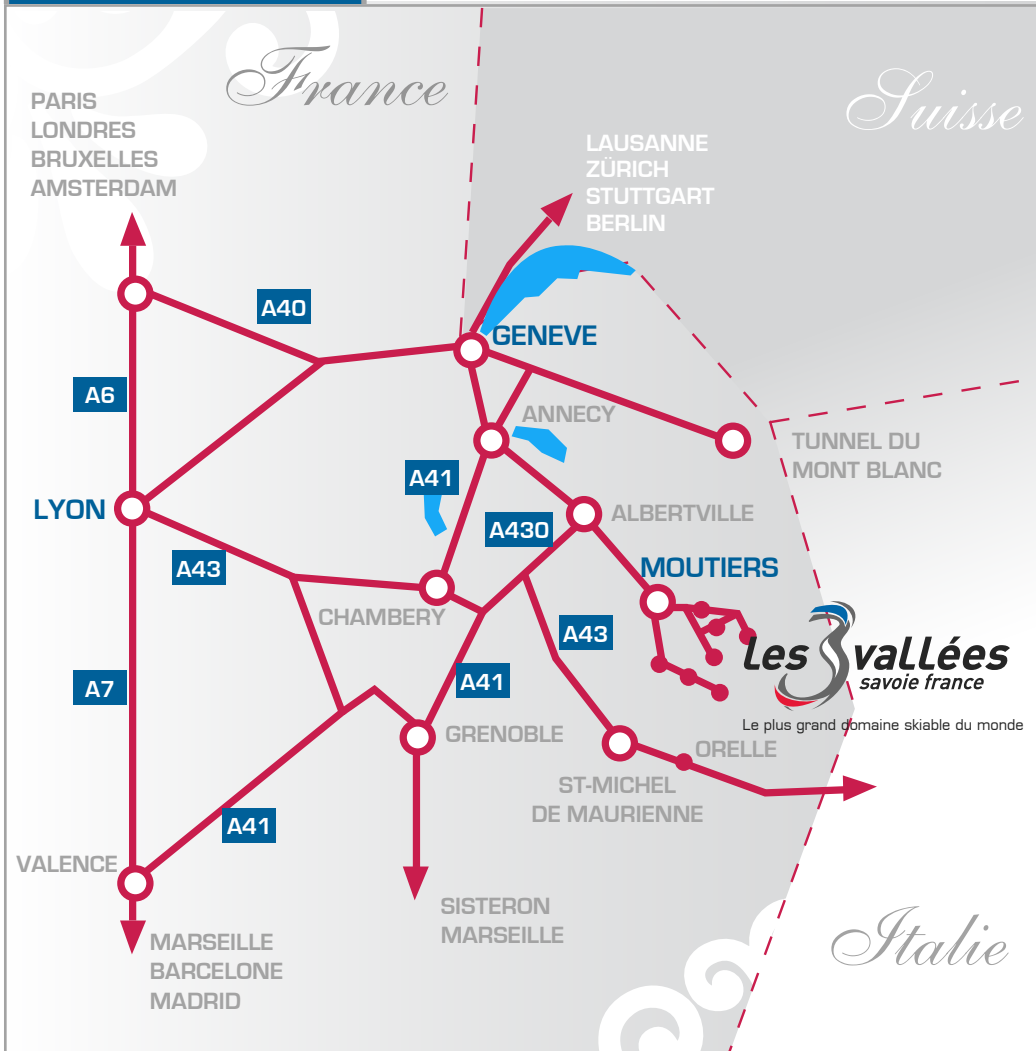 France
Suisse
PARIS
LONDRES
BRUXELLES
AMSTERDAM
LAUSANNE
ZÜRICH
STUTTGART
BERLIN
A40
GENEVE
A6
ANNECY
TUNNEL DU
MONT BLANC
A41
LYON
ALBERTVILLE
A430
A43
MOUTIERS
CHAMBERY
A43
Les 3 vallées
savoie france
Le plus grand domaine skiable du monde
A7
A41
GRENOBLE
ORELLE
ST-MICHEL
DE MAURIENNE
A41
VALENCE
SISTERON
MARSEILLE
MARSEILLE
BARCELONE
MADRID
Italie